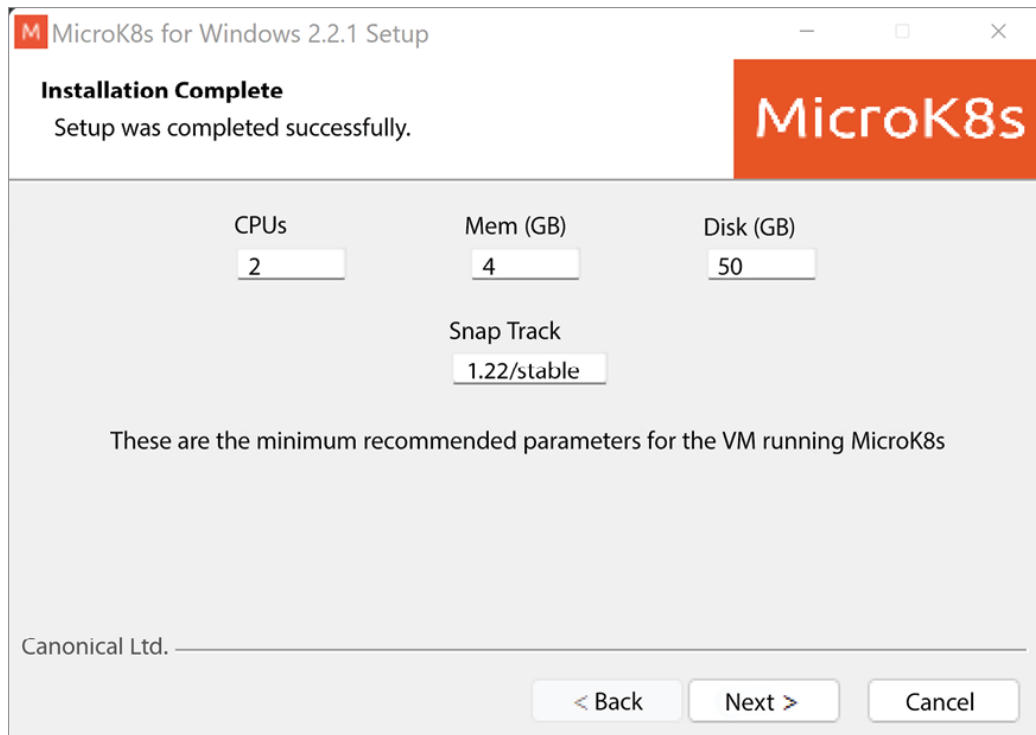 M MicroK8s for Windows 2.2.1 Setup
Installation Complete
Setup was completed successfully.
MicroK8s
CPUs Mem (GB) Disk (GB)
2 4 50
Snap Track
1.22/stable
These are the minimum recommended parameters for the VM running MicroK8s
Canonical Ltd.
< Back Next > Cancel